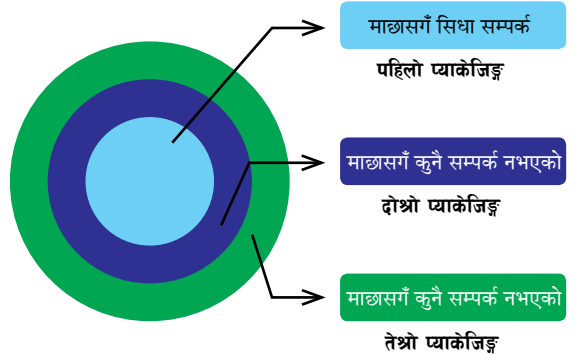 माछासगँ सिधा सम्पर्क
पहिलो प्याकेजिङ्ग
माछासगँ कुनै सम्पर्क नभएको
दोश्रो प्याकेजिङ्ग
माछासगँ कुनै सम्पर्क नभएको
तेश्रो प्याकेजिङ्ग